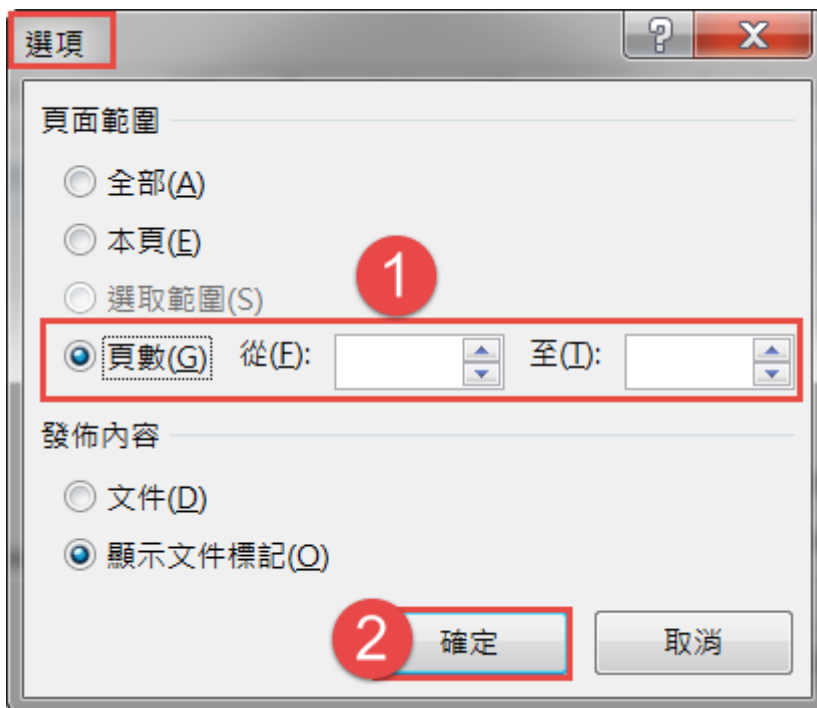 選項
頁面範圍
全部(A)
本頁(E)
1
選取範圍(S)
頁數(G) 從(F): 至(T):
發佈內容
文件(D)
顯示文件標記(O)
2 確定 取消